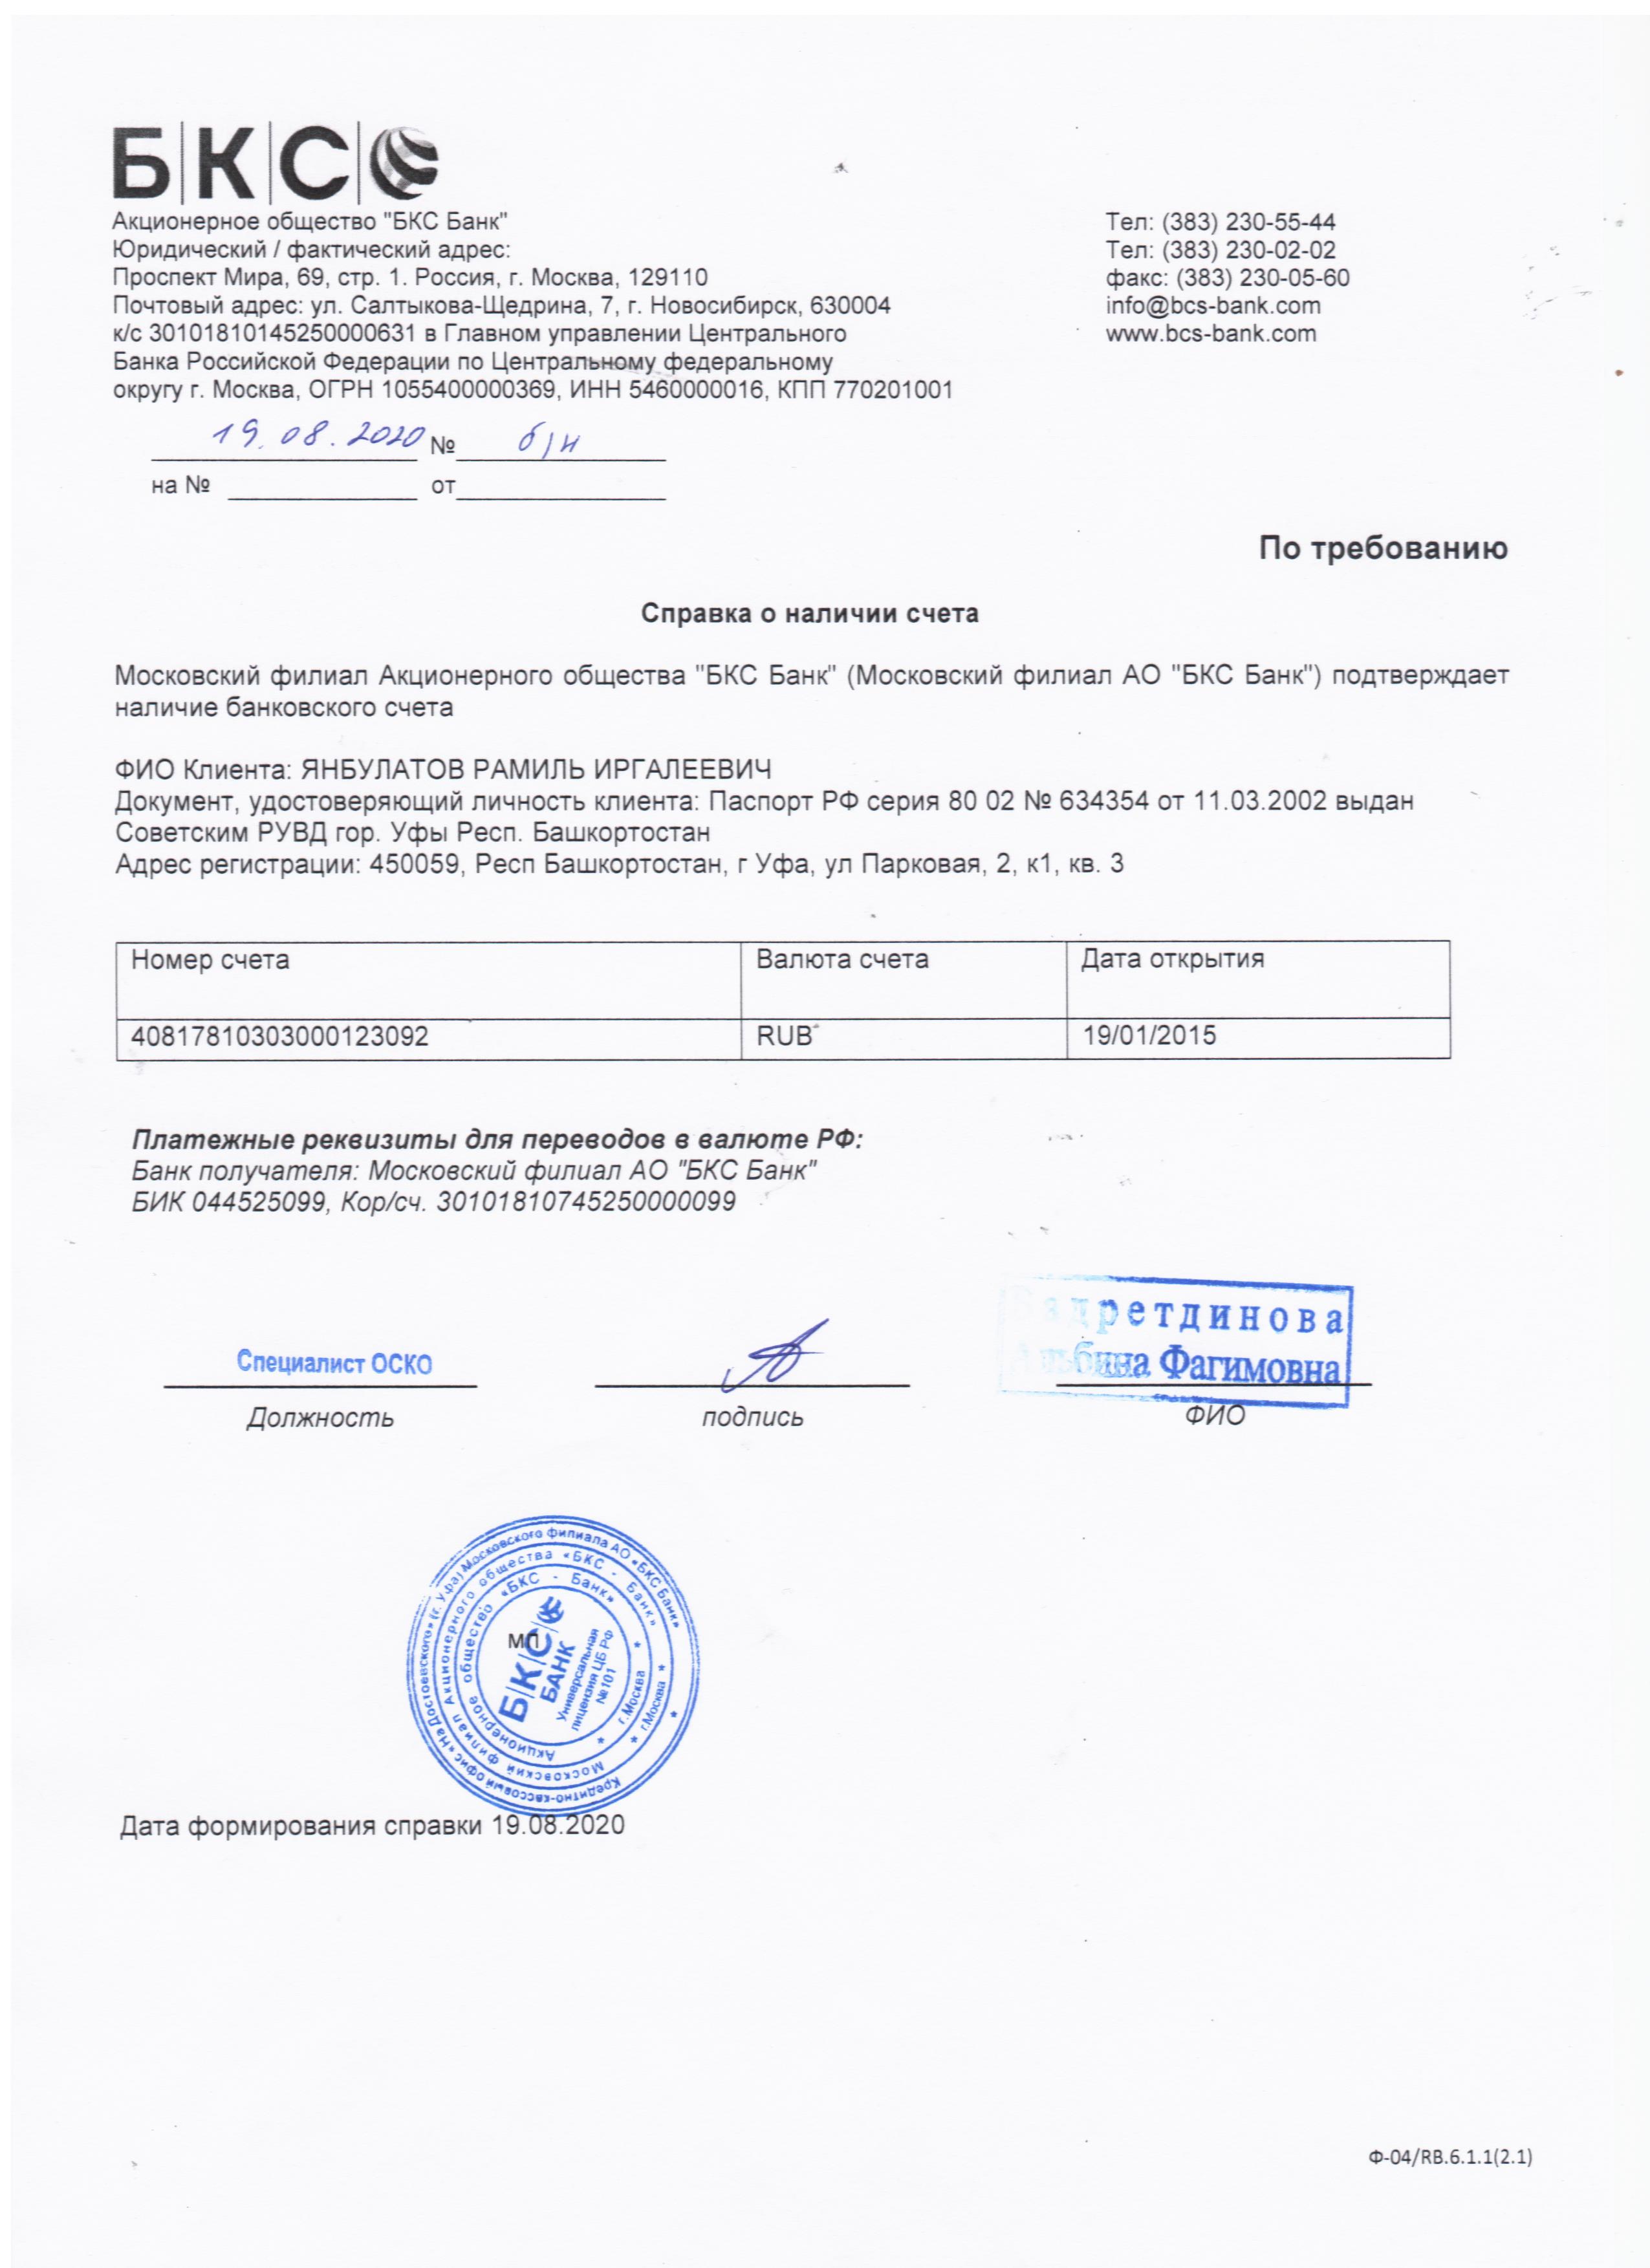 БКС
Акционерное общество "БКС Банк"
Юридический / фактический адрес:
Проспект Мира, 69, стр. 1. Россия, г. Москва, 129110
Почтовый адрес: ул. Салтыкова-Щедрина, 7, г. Новосибирск, 630004
к/с 30101810145250000631 в Главном управлении Центрального
Банка Российской Федерации по Центральному федеральному
округу г. Москва, ОГРН 1055400000369, ИНН 5460000016, КПП 770201001
Тел: (383) 230-55-44
Тел: (383) 230-02-02
факс: (383) 230-05-60
info@bcs-bank.com
www.bcs-bank.com
19.08.2020 № б/н
на № от
По требованию
Справка о наличии счета
Московский филиал Акционерного общества "БКС Банк" (Московский филиал АО "БКС Банк") подтверждает
наличие банковского счета
ФИО Клиента: ЯНБУЛАТОВ РАМИЛЬ ИРГАЛЕЕВИЧ
Документ, удостоверяющий личность клиента: Паспорт РФ серия 80 02 № 634354 от 11.03.2002 выдан
Советским РУВД гор. Уфы Респ. Башкортостан
Адрес регистрации: 450059, Респ Башкортостан, г Уфа, ул Парковая, 2, к1, кв. 3
Номер счета Валюта счета Дата открытия
40817810303000123092 RUB 19/01/2015
Платежные реквизиты для переводов в валюте РФ:
Банк получателя: Московский филиал АО "БКС Банк"
БИК 044525099, Кор/сч. 30101810745250000099
Бадретдинова
Специалист ОСКО Альбина Фагимовна
Должность подпись ФИО
Кредитно-кассовый офис «На Достоевского» (г. Уфа) Московского филиала АО «БКС Банк» * г.Москва *
Московский филиал Акционерного общества «БКС - Банк» * г.Москва *
Акционерное общество «БКС - Банк»
БКС
БАНК
Универсальная
лицензия ЦБ РФ
№101
МП
Дата формирования справки 19.08.2020
Ф-04/RB.6.1.1(2.1)